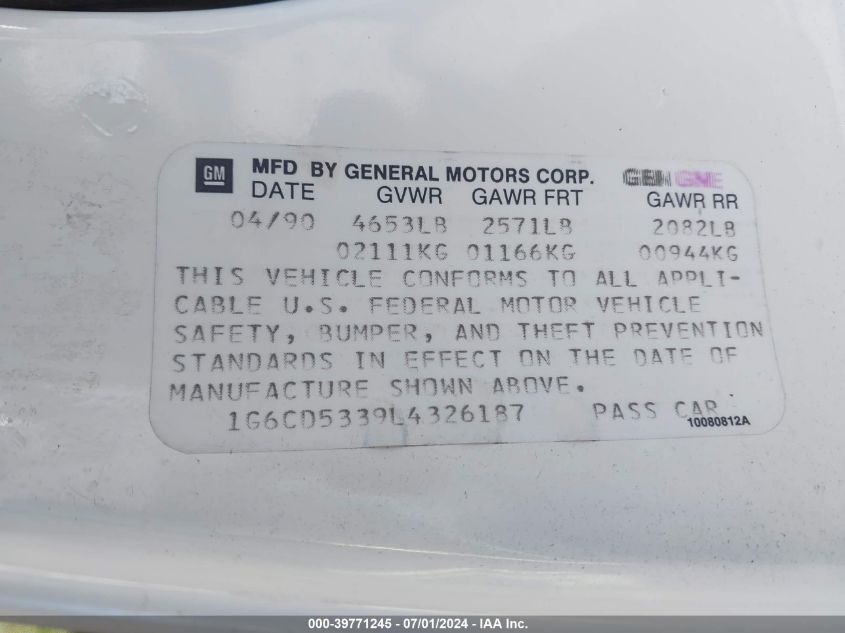 GM MFD BY GENERAL MOTORS CORP.
DATE GVWR GAWR FRT GAWR RR
04/90 4653LB 2571LB 2082LB
02111KG 01166KG 00944KG
THIS VEHICLE CONFORMS TO ALL APPLI-
CABLE U.S. FEDERAL MOTOR VEHICLE
SAFETY, BUMPER, AND THEFT PREVENTION
STANDARDS IN EFFECT ON THE DATE OF
MANUFACTURE SHOWN ABOVE.
1G6CD5339L4326187 PASS CAR
10080812A
000-39771245 - 07/01/2024 - IAA Inc.